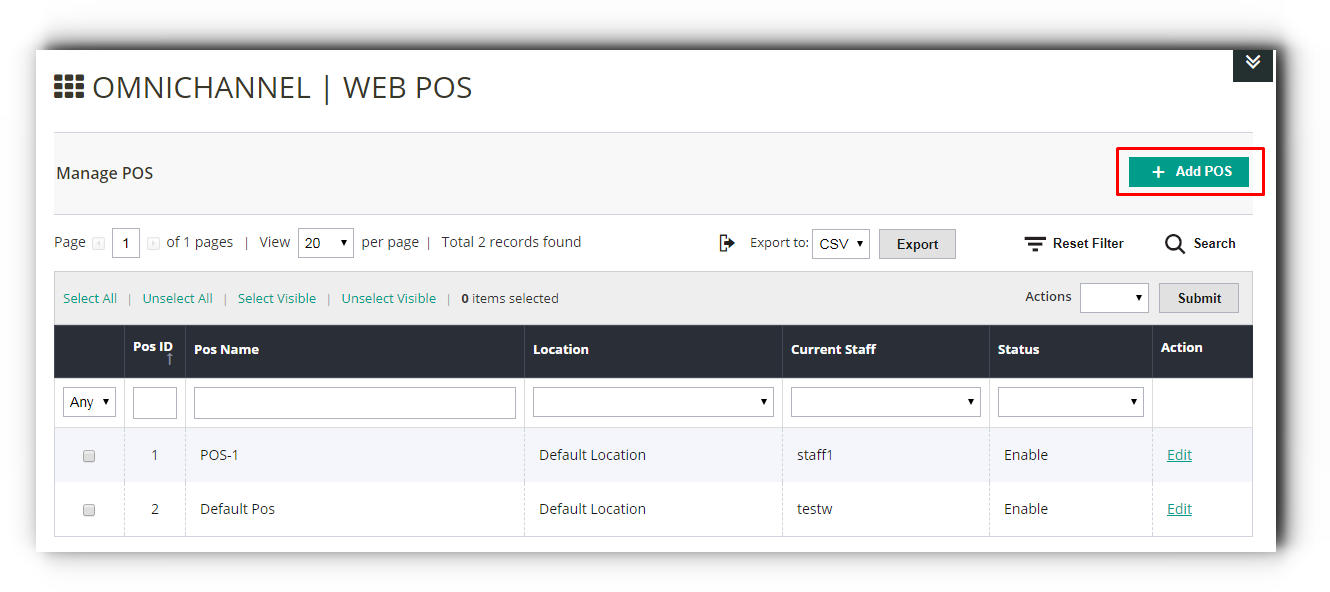 OMNICHANNEL | WEB POS
Manage POS
+ Add POS
Page 1 of 1 pages | View 20 per page | Total 2 records found Export to: CSV Export Reset Filter Search
Select All | Unselect All | Select Visible | Unselect Visible | 0 items selected Actions Submit
Pos ID ↑ Pos Name Location Current Staff Status Action
Any
1 POS-1 Default Location staff1 Enable Edit
2 Default Pos Default Location testw Enable Edit